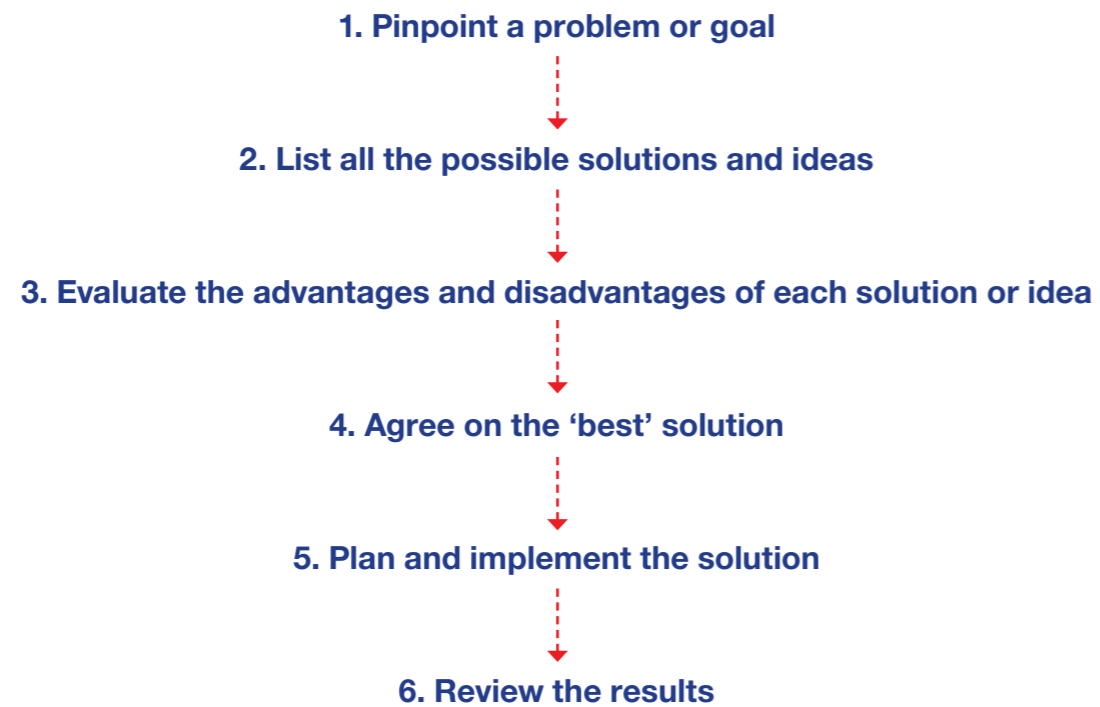 1. Pinpoint a problem or goal
2. List all the possible solutions and ideas
3. Evaluate the advantages and disadvantages of each solution or idea
4. Agree on the ‘best’ solution
5. Plan and implement the solution
6. Review the results